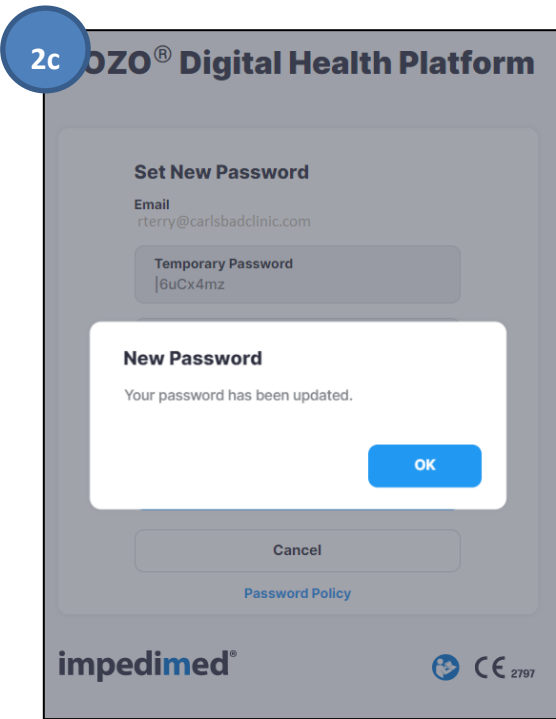 2c
OZO® Digital Health Platform
Set New Password
Email
rterry@carlsbadclinic.com
Temporary Password
|6uCx4mz
New Password
Your password has been updated.
OK
Cancel
Password Policy
impedimed®
CE 2797